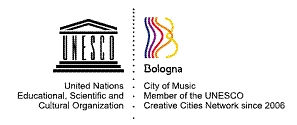 UNESCO
United Nations
Educational, Scientific and
Cultural Organization
Bologna
City of Music
Member of the UNESCO
Creative Cities Network since 2006